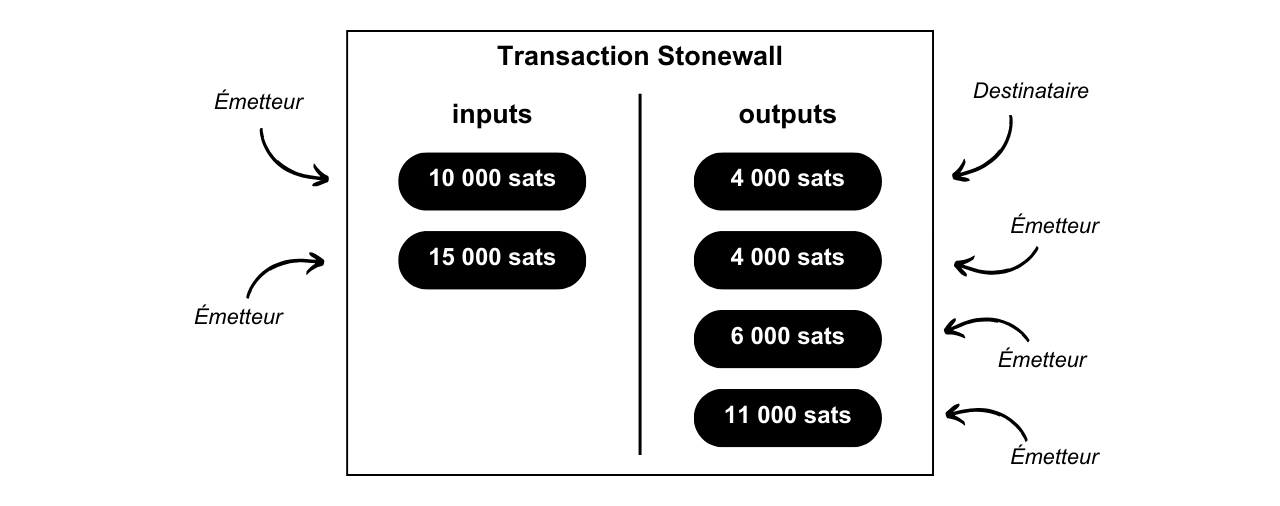 Transaction Stonewall
Émetteur
Destinataire
inputs
outputs
10 000 sats
4 000 sats
Émetteur
15 000 sats
4 000 sats
Émetteur
6 000 sats
Émetteur
11 000 sats
Émetteur